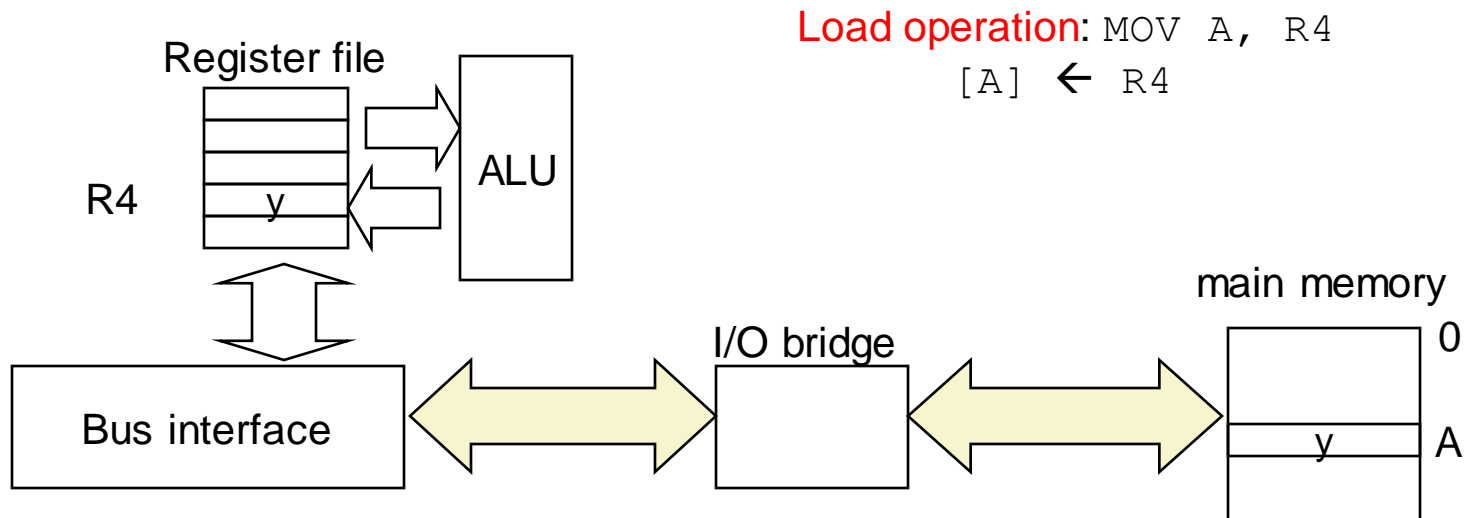 Load operation: MOV A, R4
[A] ← R4
Register file
ALU
R4
y
main memory
0
I/O bridge
Bus interface
y
A